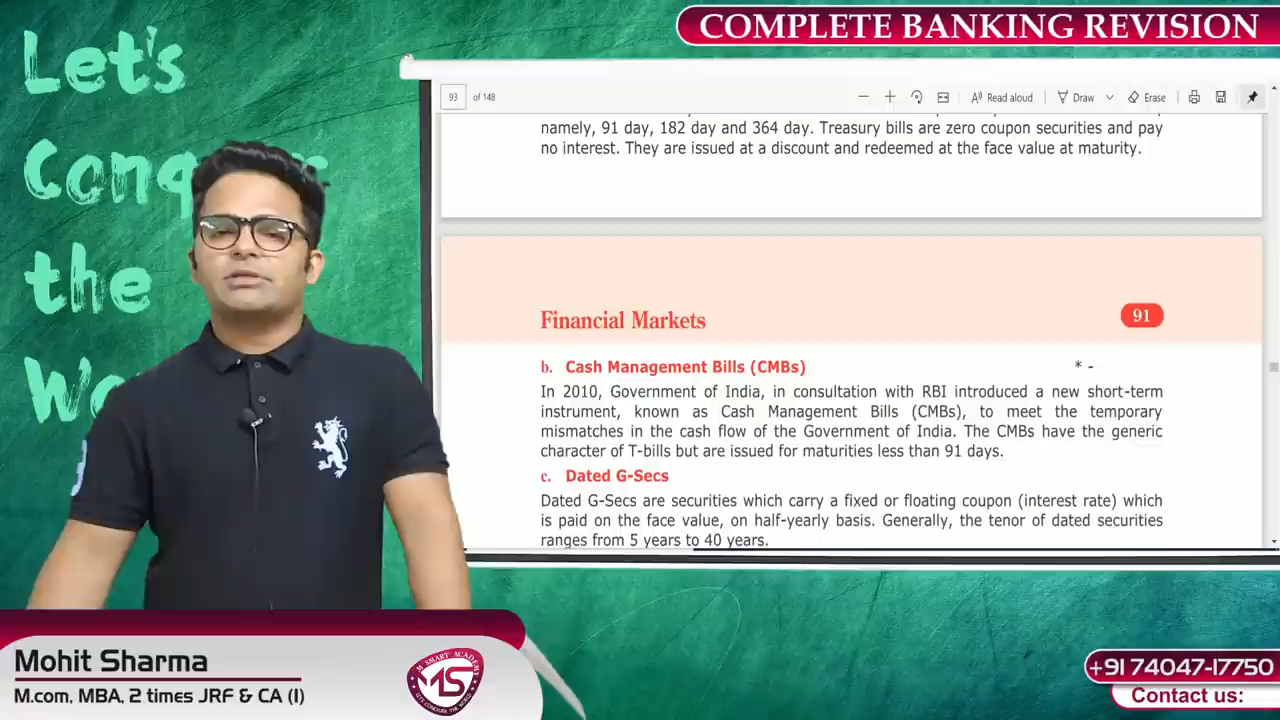 COMPLETE BANKING REVISION
Let's
the
93 of 148
Read aloud
Draw
Erase
namely, 91 day, 182 day and 364 day. Treasury bills are zero coupon securities and pay
no interest. They are issued at a discount and redeemed at the face value at maturity.
Financial Markets
91
b. Cash Management Bills (CMBs)
* -
In 2010, Government of India, in consultation with RBI introduced a new short-term
instrument, known as Cash Management Bills (CMBs), to meet the temporary
mismatches in the cash flow of the Government of India. The CMBs have the generic
character of T-bills but are issued for maturities less than 91 days.
c. Dated G-Secs
Dated G-Secs are securities which carry a fixed or floating coupon (interest rate) which
is paid on the face value, on half-yearly basis. Generally, the tenor of dated securities
ranges from 5 years to 40 years.
Mohit Sharma
M.com, MBA, 2 times JRF & CA (I)
M SMART ACADEMY
MS
LET'S CONQUER THE WORLD
+91 74047-17750
Contact us: